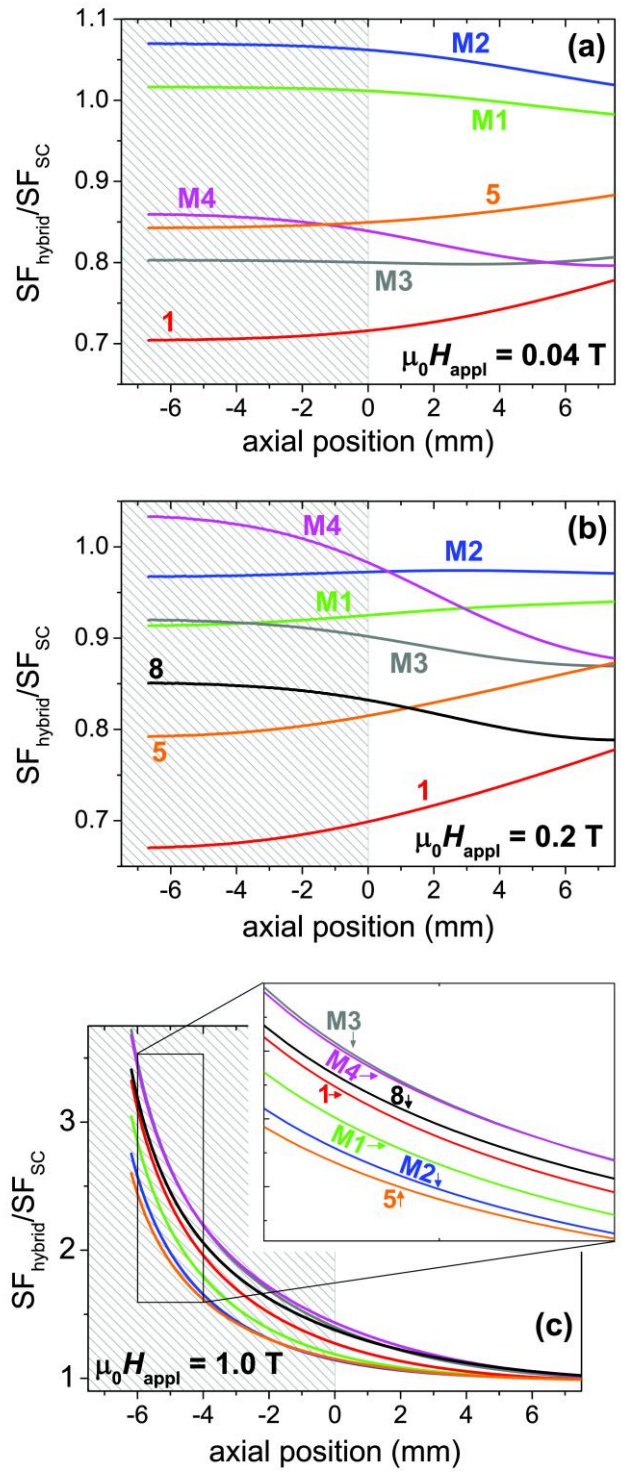 1.1
M2
(a)
1.0
M1
0.9
M4
5
0.8
M3
0.7
1
μ₀H_appl = 0.04 T
SF_hybrid/SF_SC
-6 -4 -2 0 2 4 6
axial position (mm)
M4
(b)
1.0
M2
M1
0.9
M3
8
0.8
5
0.7
1
μ₀H_appl = 0.2 T
SF_hybrid/SF_SC
-6 -4 -2 0 2 4 6
axial position (mm)
M3
M4
8
1
M1
M2
5
3
2
1
SF_hybrid/SF_SC
(c)
μ₀H_appl = 1.0 T
-6 -4 -2 0 2 4 6
axial position (mm)